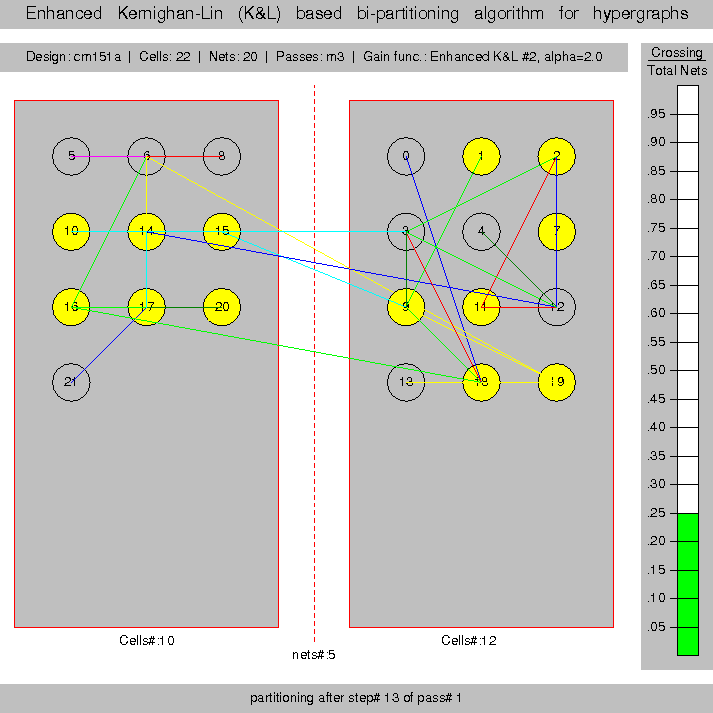 Enhanced Kernighan-Lin (K&L) based bi-partitioning algorithm for hypergraphs
Design: cm151a | Cells: 22 | Nets: 20 | Passes: m3 | Gain func.: Enhanced K&L #2, alpha=2.0
Crossing
Total Nets
.95
.90
.85
.80
.75
.70
.65
.60
.55
.50
.45
.40
.35
.30
.25
.20
.15
.10
.05
5 6 8
10 14 15
16 17 20
21
0 1 2
3 4 7
9 11 12
13 18 19
Cells#:10
nets#:5
Cells#:12
partitioning after step# 13 of pass# 1